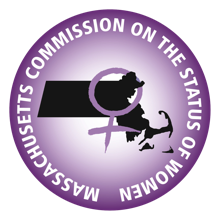 MASSACHUSETTS COMMISSION ON THE STATUS OF WOMEN